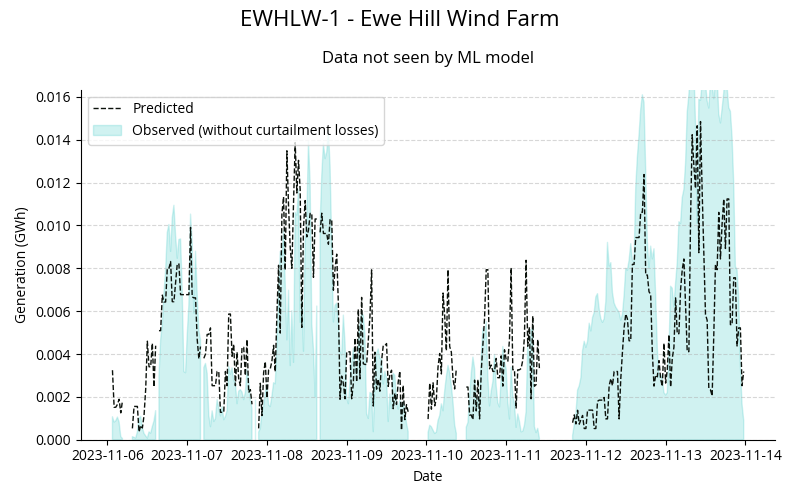 EWHLW-1 - Ewe Hill Wind Farm
Data not seen by ML model
Predicted
Observed (without curtailment losses)
Generation (GWh)
0.016
0.014
0.012
0.010
0.008
0.006
0.004
0.002
0.000
2023-11-06 2023-11-07 2023-11-08 2023-11-09 2023-11-10 2023-11-11 2023-11-12 2023-11-13 2023-11-14
Date